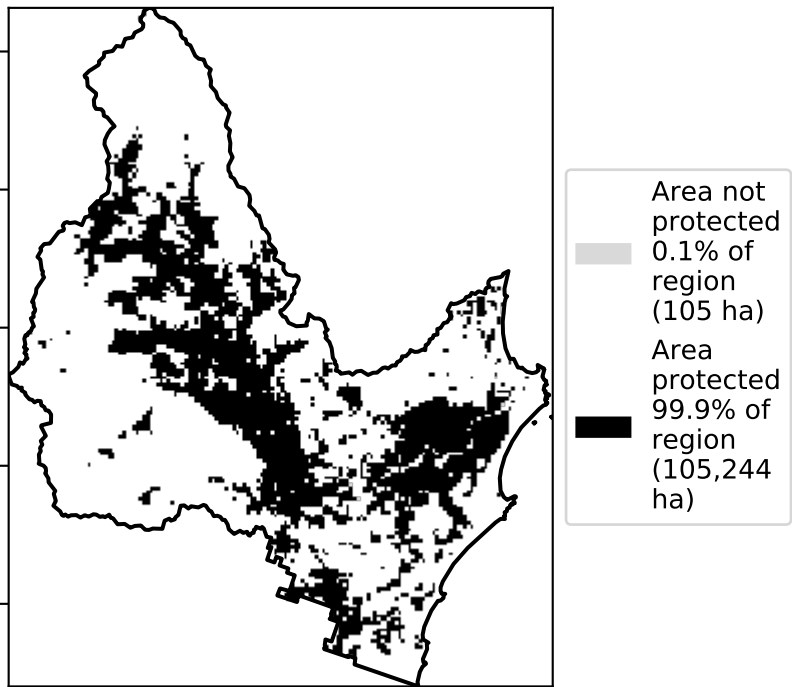 Area not
protected
0.1% of
region
(105 ha)
Area
protected
99.9% of
region
(105,244
ha)